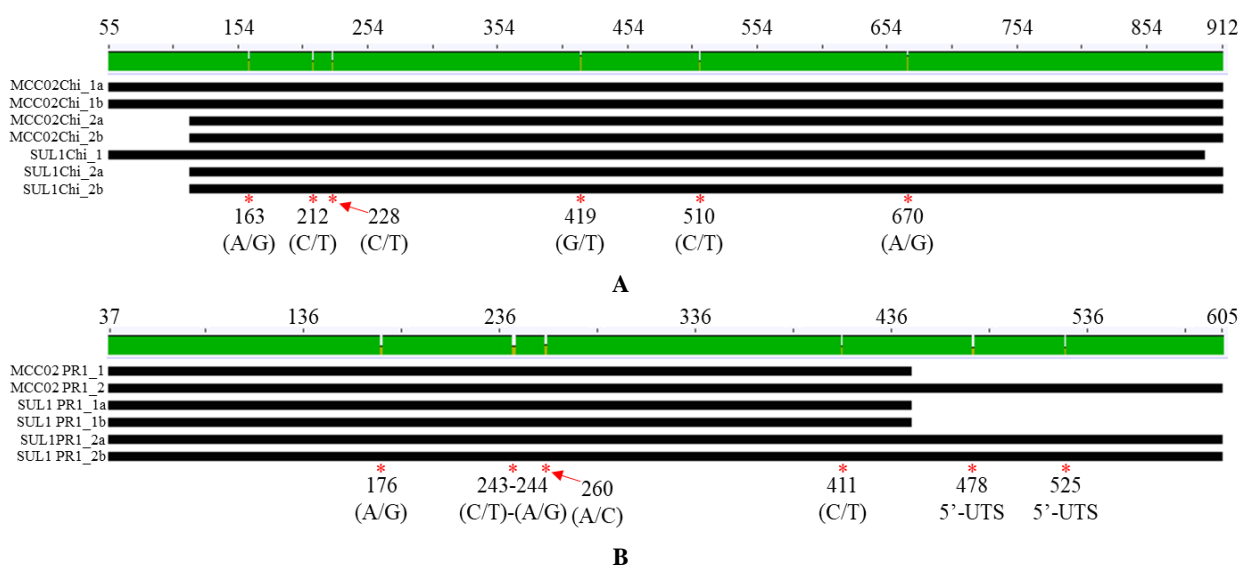 55 154 254 354 454 554 654 754 854 912
MCC02Chi_1a
MCC02Chi_1b
MCC02Chi_2a
MCC02Chi_2b
SUL1Chi_1
SUL1Chi_2a
SUL1Chi_2b
* * * * * *
163 212 228 419 510 670
(A/G) (C/T) (C/T) (G/T) (C/T) (A/G)
A
37 136 236 336 436 536 605
MCC02 PR1_1
MCC02 PR1_2
SUL1 PR1_1a
SUL1 PR1_1b
SUL1PR1_2a
SUL1 PR1_2b
* * * * * *
176 243-244 260 411 478 525
(A/G) (C/T)-(A/G) (A/C) (C/T) 5’-UTS 5’-UTS
B